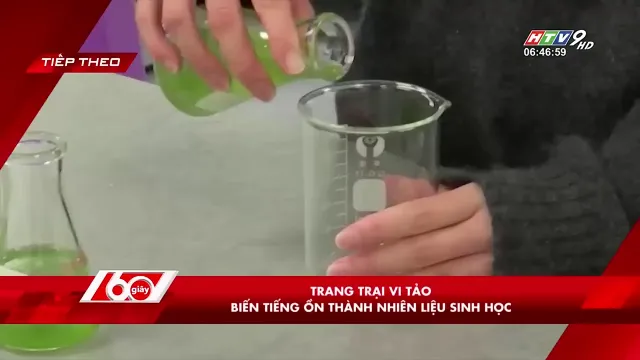 TIẾP THEO
HTV9 HD
06:46:59
60 giây
TRANG TRẠI VI TẢO
BIẾN TIẾNG ỒN THÀNH NHIÊN LIỆU SINH HỌC